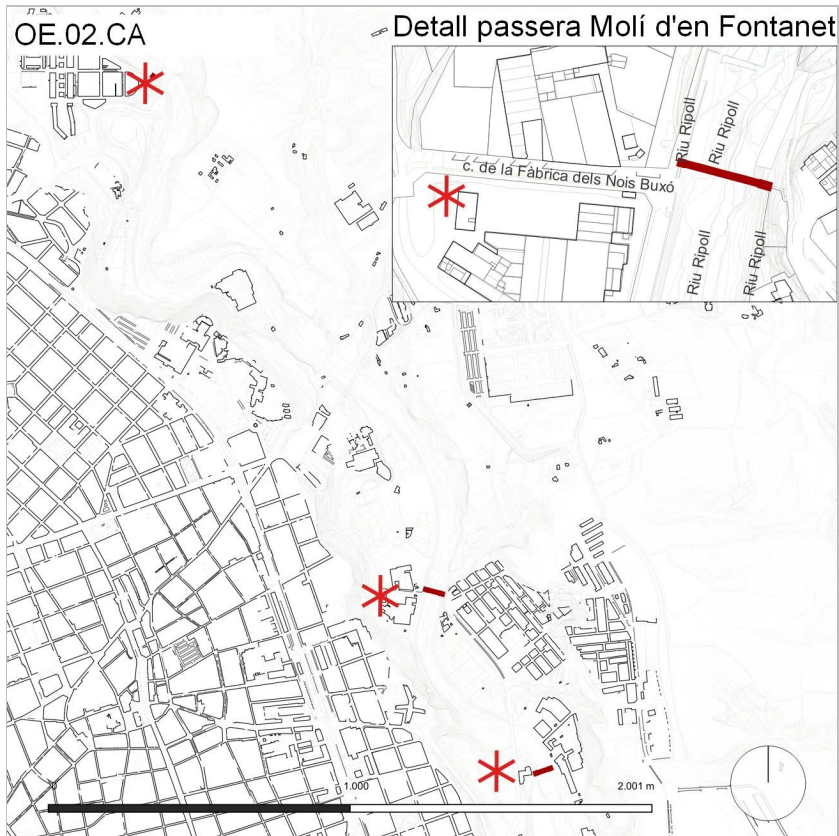 OE.02.CA
Detall passera Molí d'en Fontanet
Riu Ripoll
Riu Ripoll
c. de la Fàbrica dels Nois Buxó
Riu Ripoll
Riu Ripoll
0
1.000
2.001 m